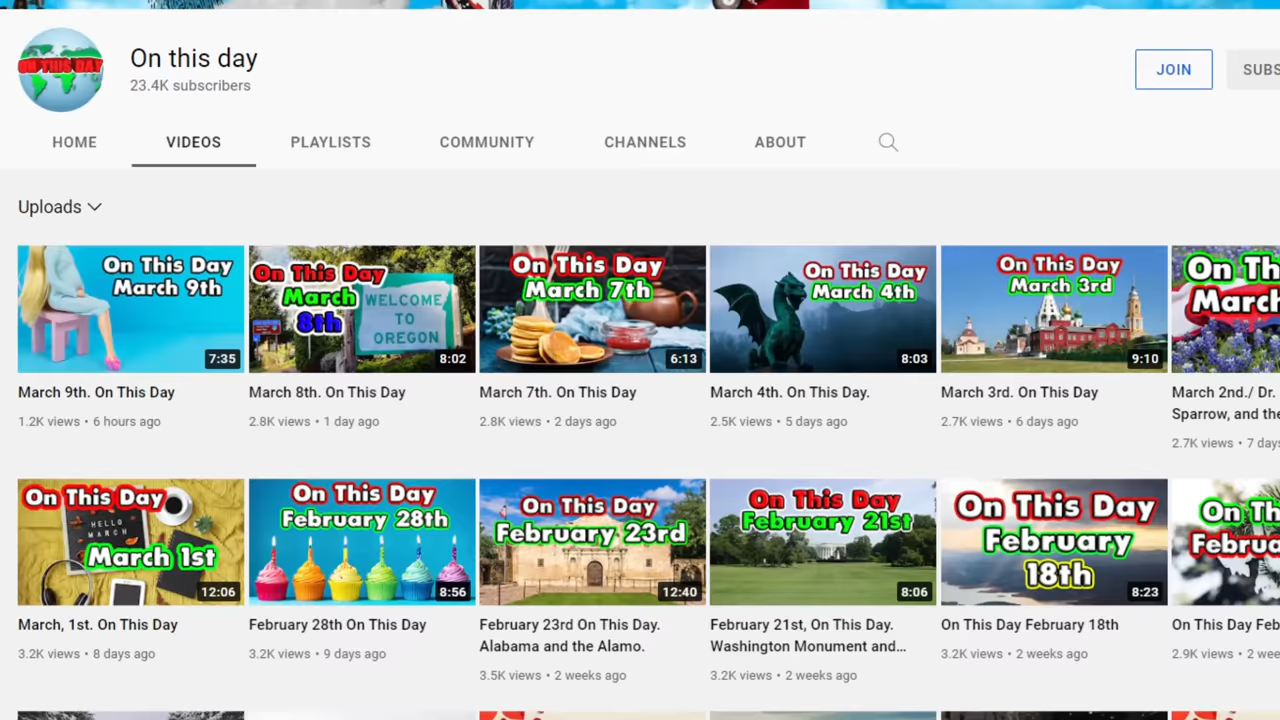 ON THIS DAY
On this day
23.4K subscribers
JOIN
SUBS
HOME
VIDEOS
PLAYLISTS
COMMUNITY
CHANNELS
ABOUT
Uploads
On This Day
March 9th
7:35
On This Day
March
8th
WELCOME
TO
OREGON
8:02
On This Day
March 7th
6:13
On This Day
March 4th
8:03
On This Day
March 3rd
9:10
On Th
March
March 9th. On This Day
1.2K views • 6 hours ago
March 8th. On This Day
2.8K views • 1 day ago
March 7th. On This Day
2.8K views • 2 days ago
March 4th. On This Day.
2.5K views • 5 days ago
March 3rd. On This Day
2.7K views • 6 days ago
March 2nd./ Dr.
Sparrow, and the
2.7K views • 7 days
On This Day
HELLO
MARCH
March 1st
12:06
On This Day
February 28th
8:56
On This Day
February 23rd
12:40
On This Day
February 21st
8:06
On This Day
February
18th
8:23
On Th
Februa
March, 1st. On This Day
3.2K views • 8 days ago
February 28th On This Day
3.2K views • 9 days ago
February 23rd On This Day.
Alabama and the Alamo.
3.5K views • 2 weeks ago
February 21st, On This Day.
Washington Monument and...
3.2K views • 2 weeks ago
On This Day February 18th
3.2K views • 2 weeks ago
On This Day Feb
2.9K views • 2 wee